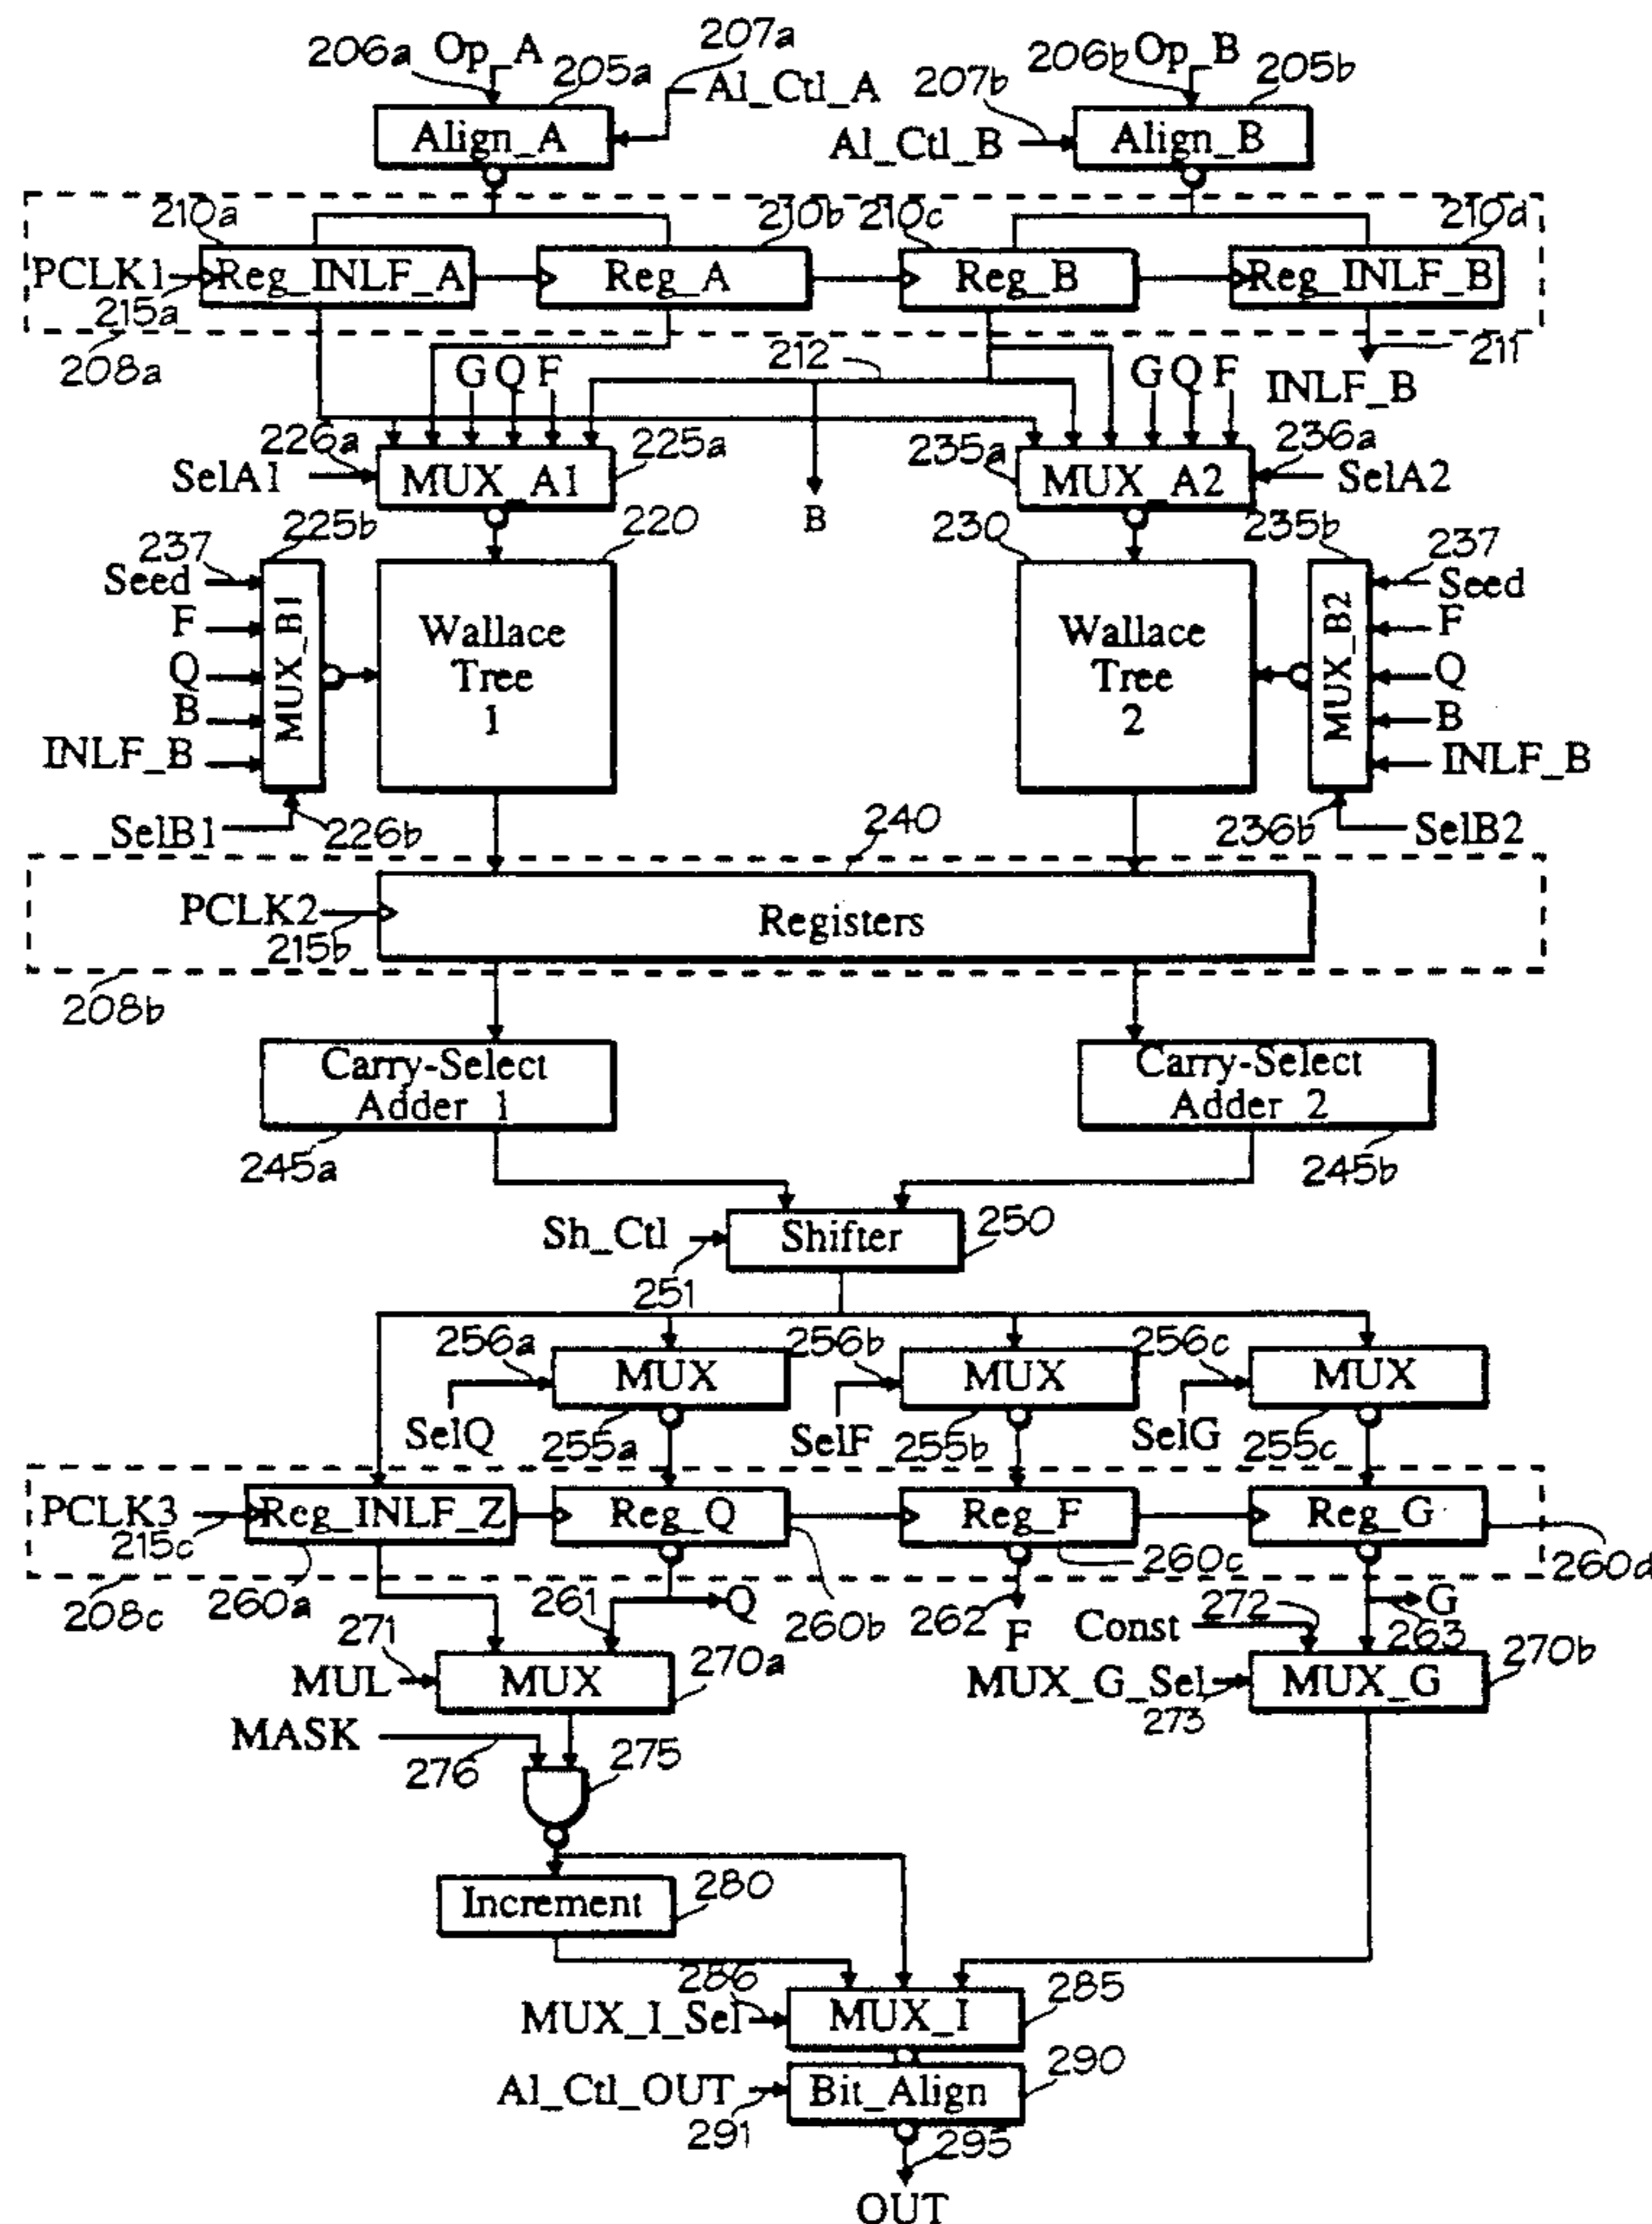 206a Op_A 205a 207a
Al_Ctl_A
206b Op_B 205b
207b
Align_A
Al_Ctl_B
Align_B
210a 210b 210c 210d
PCLK1 Reg_INLF_A Reg_A Reg_B Reg_INLF_B
215a
208a
212
211
G Q F
G Q F
INLF_B
226a 225a 235a 236a
SelA1 MUX_A1 MUX_A2 SelA2
B
225b 220 230 235b
237 237
Seed Seed
F F
Q Q
B B
INLF_B INLF_B
MUX_B1
Wallace
Tree
1
Wallace
Tree
2
MUX_B2
SelB1 226b 236b SelB2
240
PCLK2 Registers
215b
208b
Carry-Select
Adder_1
Carry-Select
Adder_2
245a 245b
Sh_Ctl Shifter 250
251
256a 256b 256c
MUX MUX MUX
SelQ 255a SelF 255b SelG 255c
PCLK3 Reg_INLF_Z Reg_Q Reg_F Reg_G
215c
208c 260a 261 Q 260b 262 F 260c 260d
Const 272 G 263
271
MUL MUX 270a
MUX_G_Sel MUX_G 270b
273
MASK
276 275
Increment 280
286 285
MUX_I_Sel MUX_I
290
Al_Ctl_OUT Bit_Align
291 295
OUT